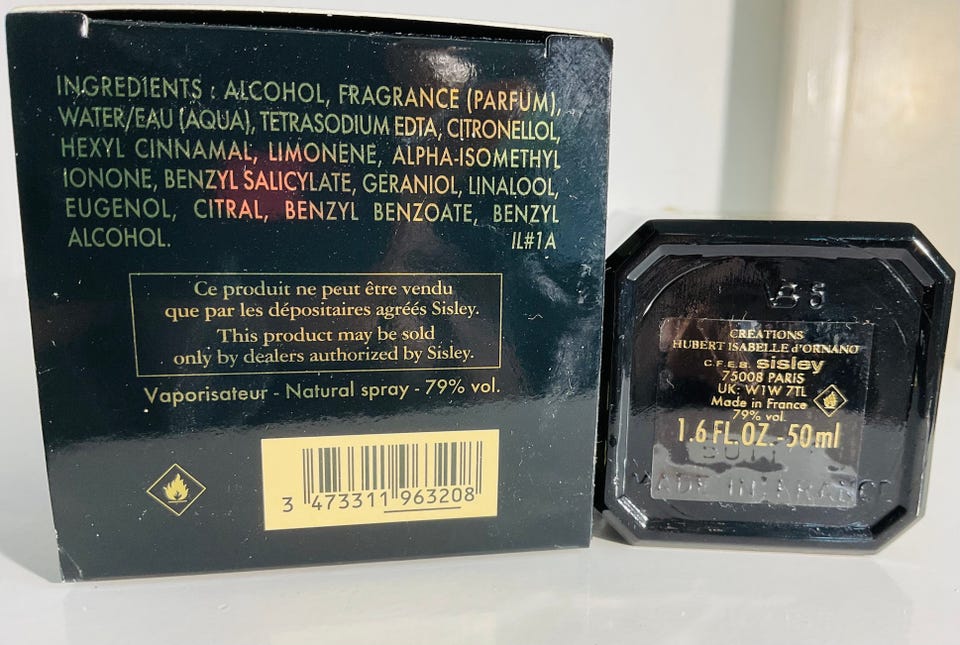 INGREDIENTS : ALCOHOL, FRAGRANCE (PARFUM),
WATER/EAU (AQUA), TETRASODIUM EDTA, CITRONELLOL,
HEXYL CINNAMAL, LIMONENE, ALPHA-ISOMETHYL
IONONE, BENZYL SALICYLATE, GERANIOL, LINALOOL,
EUGENOL, CITRAL, BENZYL BENZOATE, BENZYL
ALCOHOL. IL#1A
Ce produit ne peut être vendu
que par les dépositaires agréés Sisley.
This product may be sold
only by dealers authorized by Sisley.
Vaporisateur - Natural spray - 79% vol.
3 473311 963208
CREATIONS
HUBERT ISABELLE d'ORNANO
C.F.E.B. sisley
75008 PARIS
UK: W1W 7TL
Made in France
79% vol
1.6 FL.OZ.-50ml
MADE IN FRANCE